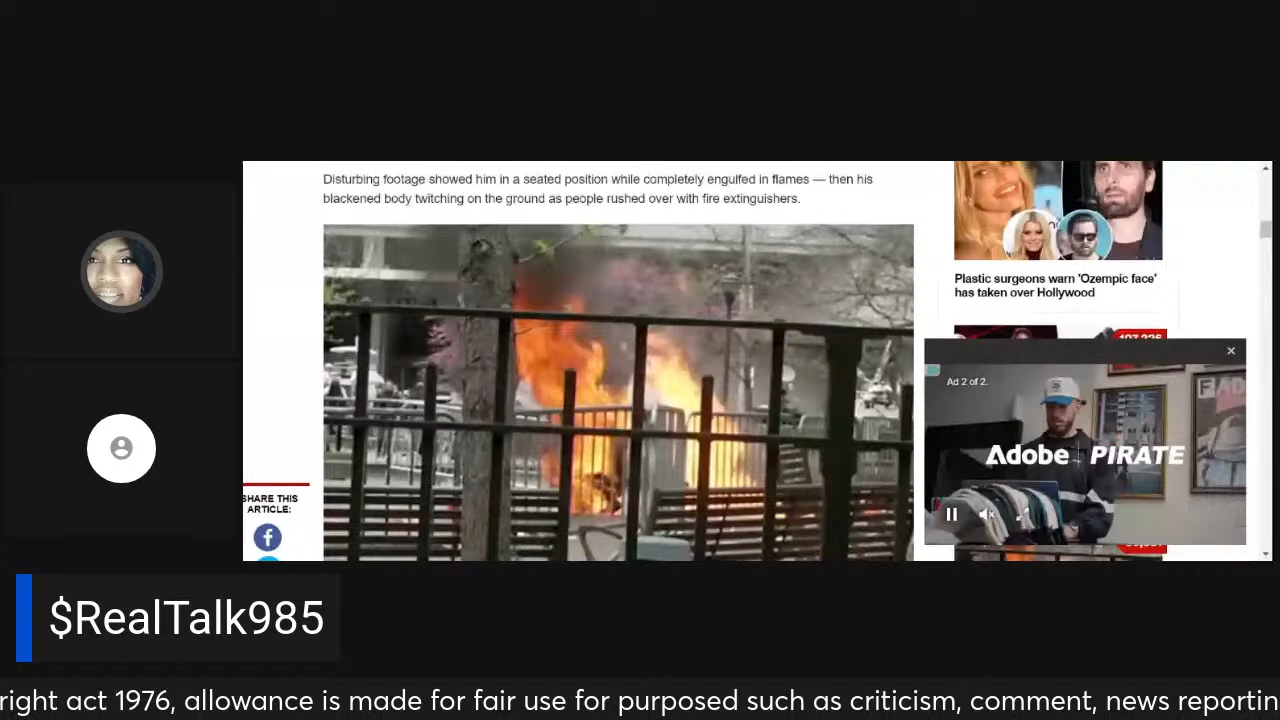 Disturbing footage showed him in a seated position while completely engulfed in flames — then his
blackened body twitching on the ground as people rushed over with fire extinguishers.
Plastic surgeons warn 'Ozempic face'
has taken over Hollywood
Ad 2 of 2.
Adobe PIRATE
SHARE THIS
ARTICLE:
$RealTalk985
right act 1976, allowance is made for fair use for purposed such as criticism, comment, news reportin